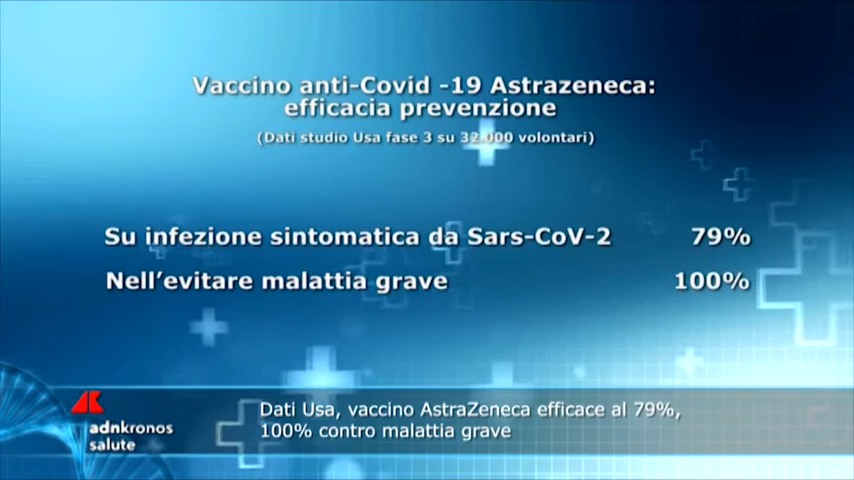 Vaccino anti-Covid -19 Astrazeneca:
efficacia prevenzione
(Dati studio Usa fase 3 su 32.000 volontari)
Su infezione sintomatica da Sars-CoV-2 79%
Nell'evitare malattia grave 100%
Dati Usa, vaccino AstraZeneca efficace al 79%,
100% contro malattia grave
adnkronos
salute